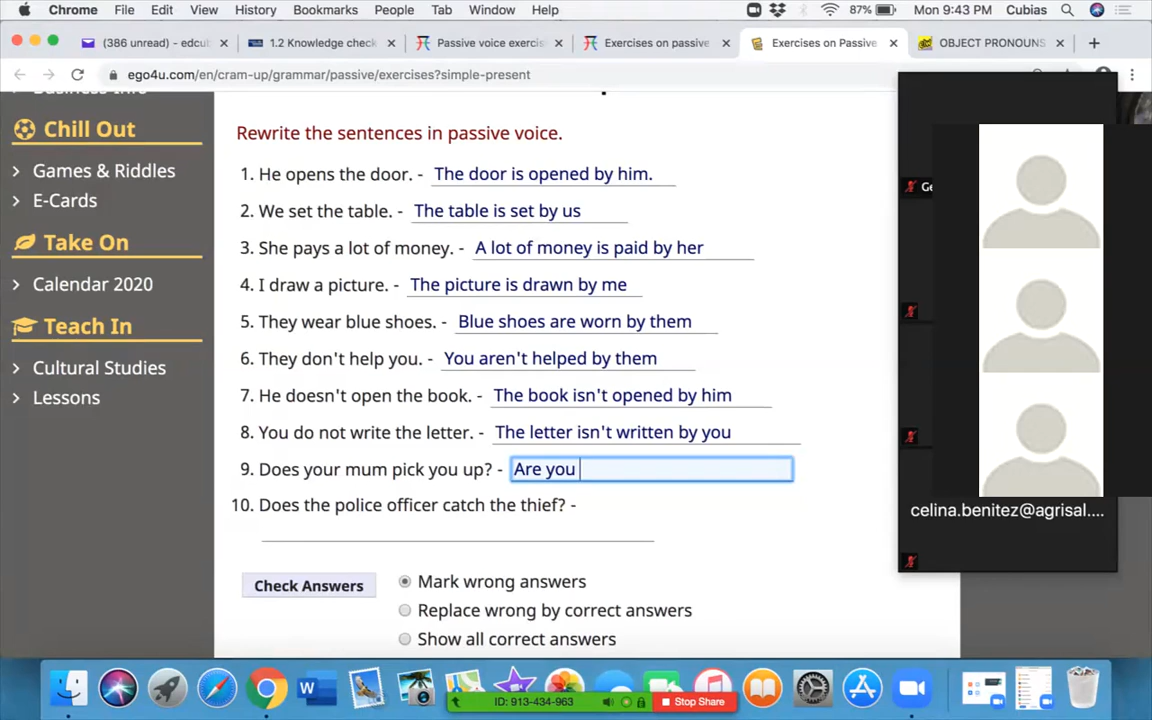 Chrome File Edit View History Bookmarks People Tab Window Help 87% Mon 9:43 PM Cubias
(386 unread) - edcub
1.2 Knowledge check
Passive voice exercis
Exercises on passive
Exercises on Passive
OBJECT PRONOUNS
ego4u.com/en/cram-up/grammar/passive/exercises?simple-present
Business Info
Chill Out
Games & Riddles
E-Cards
Take On
Calendar 2020
Teach In
Cultural Studies
Lessons
Rewrite the sentences in passive voice.
1. He opens the door. - The door is opened by him.
2. We set the table. - The table is set by us
3. She pays a lot of money. - A lot of money is paid by her
4. I draw a picture. - The picture is drawn by me
5. They wear blue shoes. - Blue shoes are worn by them
6. They don't help you. - You aren't helped by them
7. He doesn't open the book. - The book isn't opened by him
8. You do not write the letter. - The letter isn't written by you
9. Does your mum pick you up? - Are you
10. Does the police officer catch the thief? -
Check Answers
Mark wrong answers
Replace wrong by correct answers
Show all correct answers
Ge
celina.benitez@agrisal....
ID: 913-434-963 Stop Share